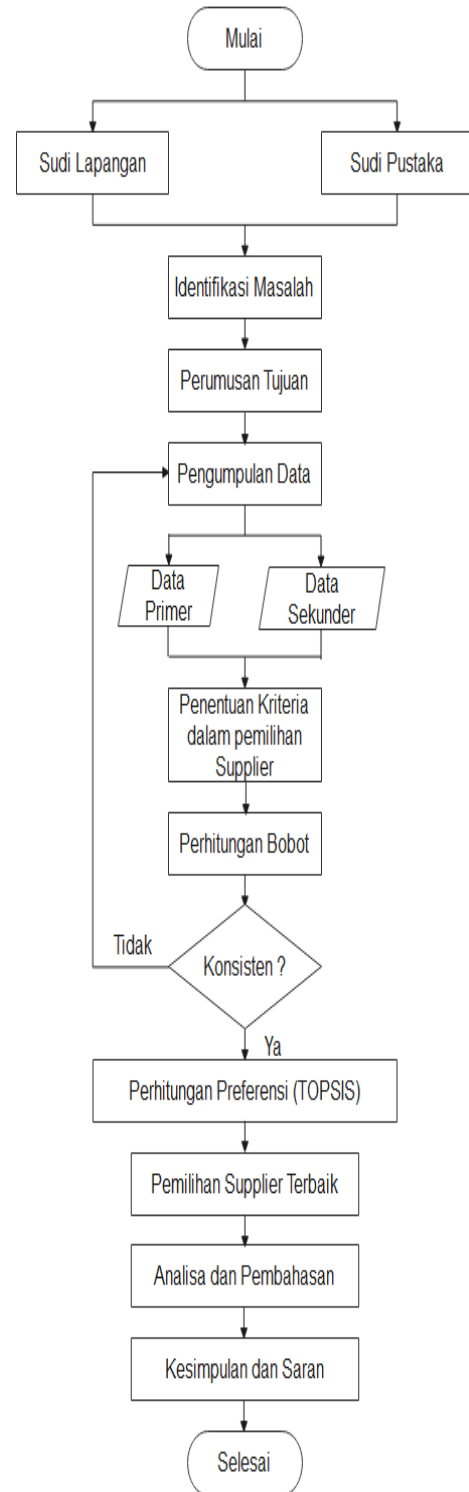 Mulai
Sudi Lapangan
Sudi Pustaka
Identifikasi Masalah
Perumusan Tujuan
Pengumpulan Data
Data
Primer
Data
Sekunder
Penentuan Kriteria
dalam pemilihan
Supplier
Perhitungan Bobot
Tidak
Konsisten ?
Ya
Perhitungan Preferensi (TOPSIS)
Pemilihan Supplier Terbaik
Analisa dan Pembahasan
Kesimpulan dan Saran
Selesai